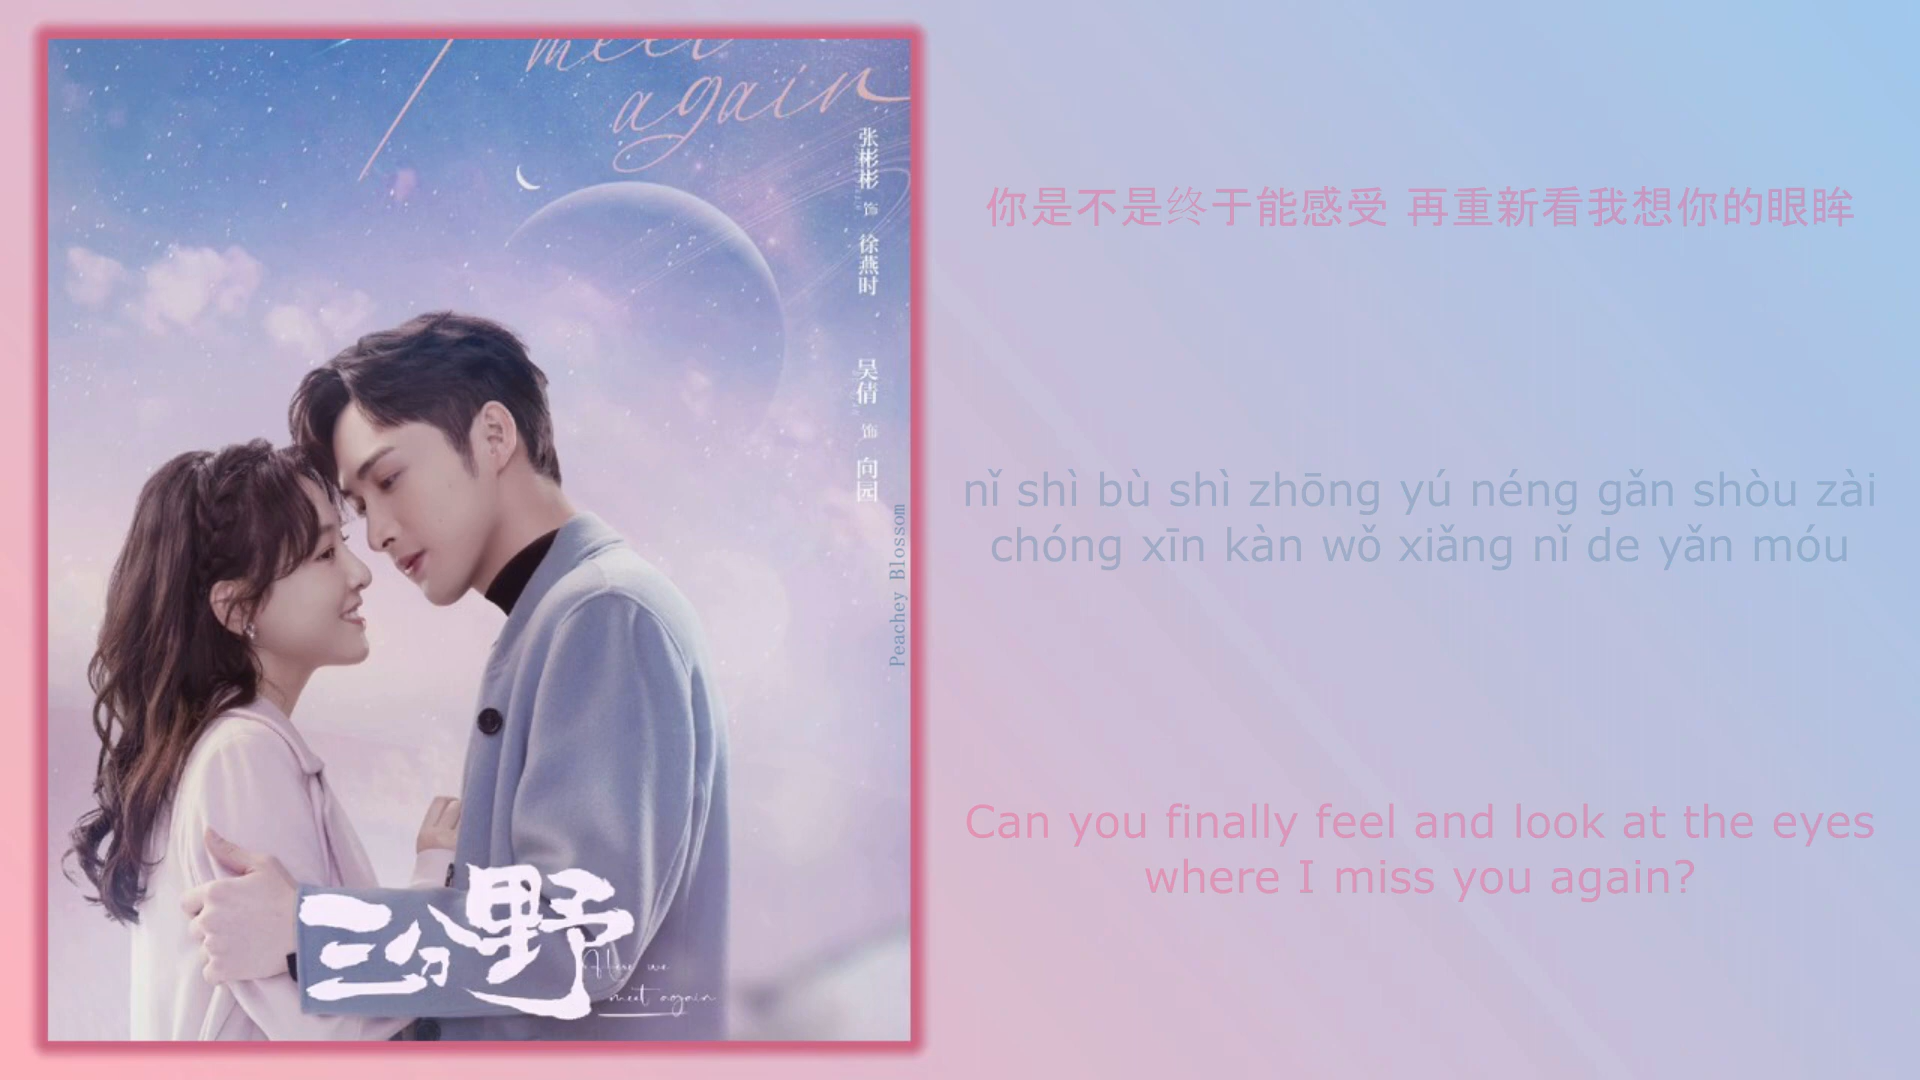 meet
again
张彬彬 饰 徐燕时
吴倩 饰 向园
Peachey Blossom
三分野
Here we
meet again
你是不是终于能感受 再重新看我想你的眼眸
nǐ shì bù shì zhōng yú néng gǎn shòu zài
chóng xīn kàn wǒ xiǎng nǐ de yǎn móu
Can you finally feel and look at the eyes
where I miss you again?